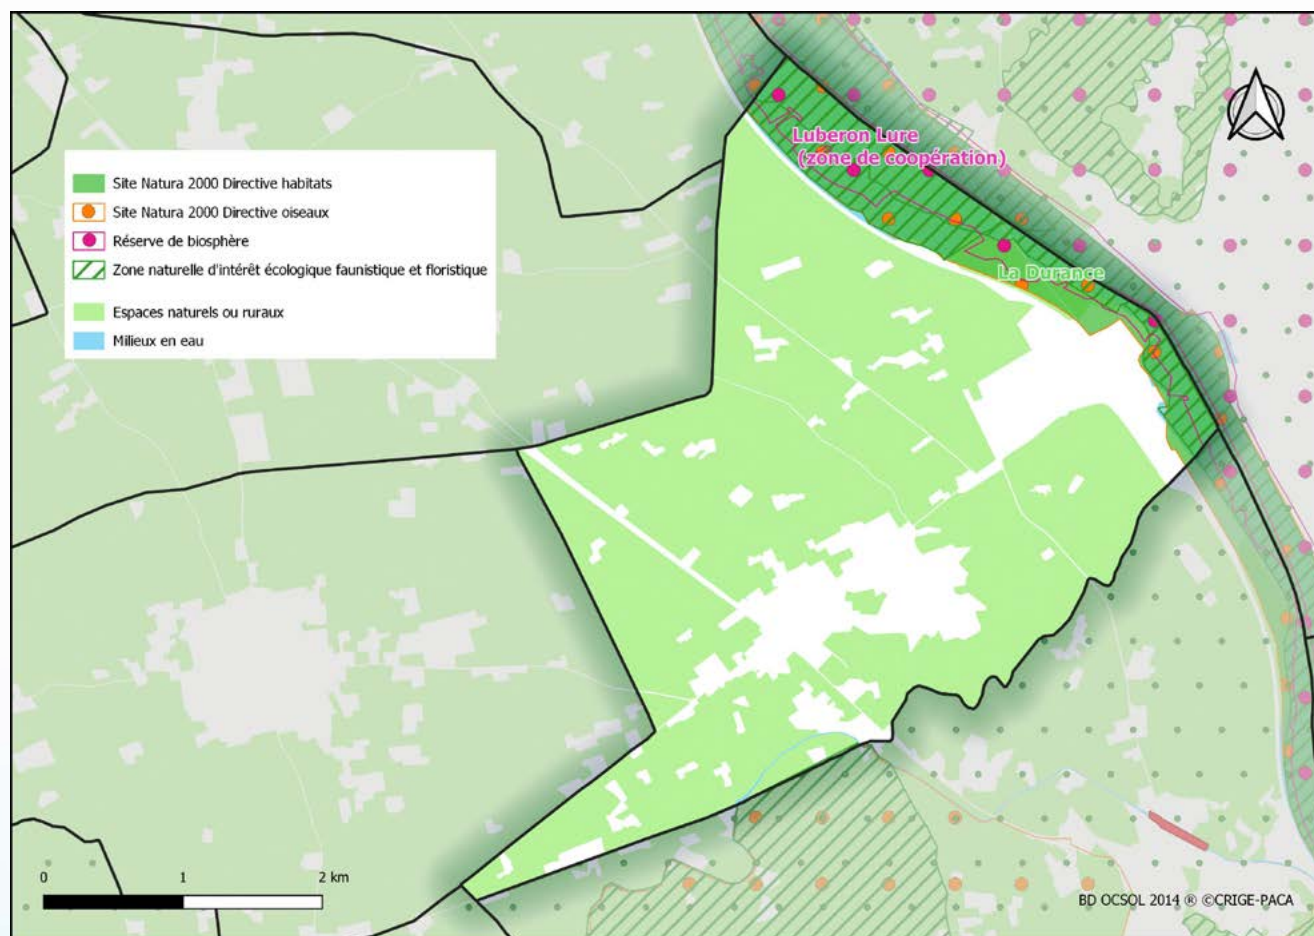 Luberon Lure
(zone de coopération)
La Durance
Site Natura 2000 Directive habitats
Site Natura 2000 Directive oiseaux
Réserve de biosphère
Zone naturelle d'intérêt écologique faunistique et floristique
Espaces naturels ou ruraux
Milieux en eau
0 1 2 km
BD OCSOL 2014 ® ©CRIGE-PACA